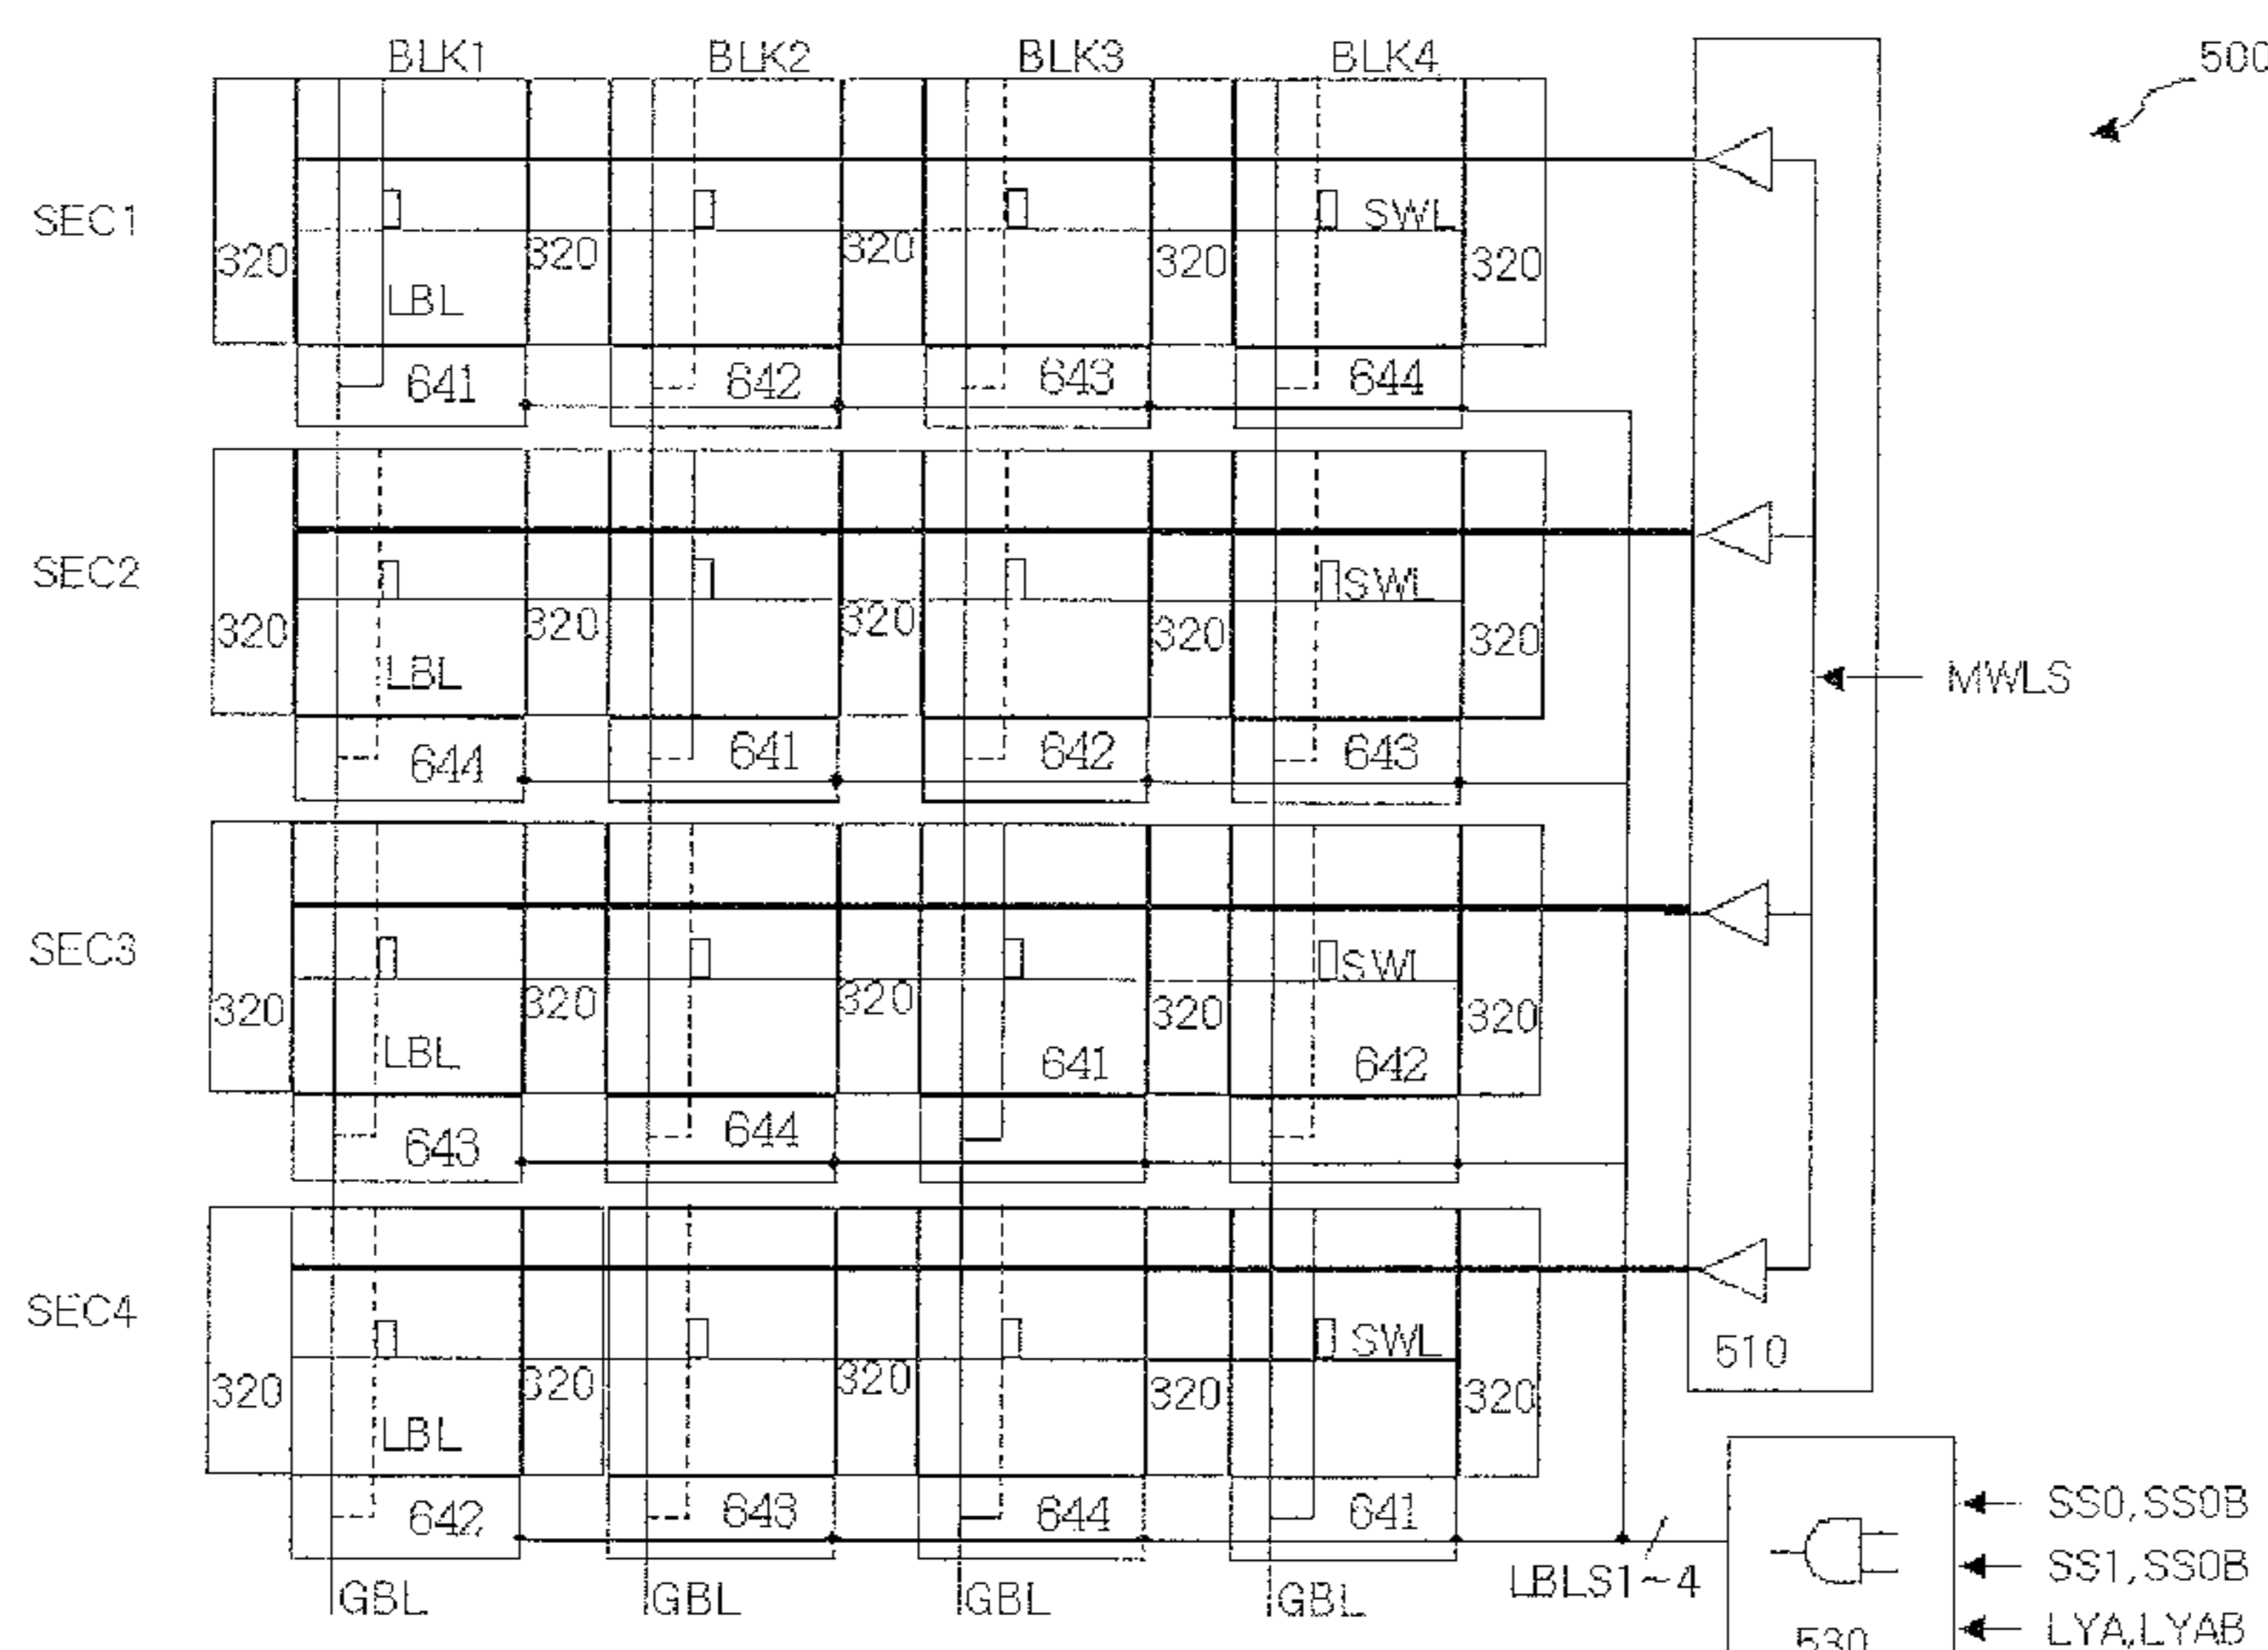 BLK1 BLK2 BLK3 BLK4 500
SEC1 SWL
320 320 320 320 320
LBL
641 642 643 644
SEC2 SWL
320 320 320 320 320
LBL MWLS
644 641 642 643
SEC3 SWL
320 320 320 320 320
LBL 641 642
643 644
SEC4 SWL 510
320 320 320 320 320
LBL
642 643 644 641 SS0,SS0B
GBL GBL GBL GBL LBLS1~4 SS1,SS0B
530 LYA,LYAB